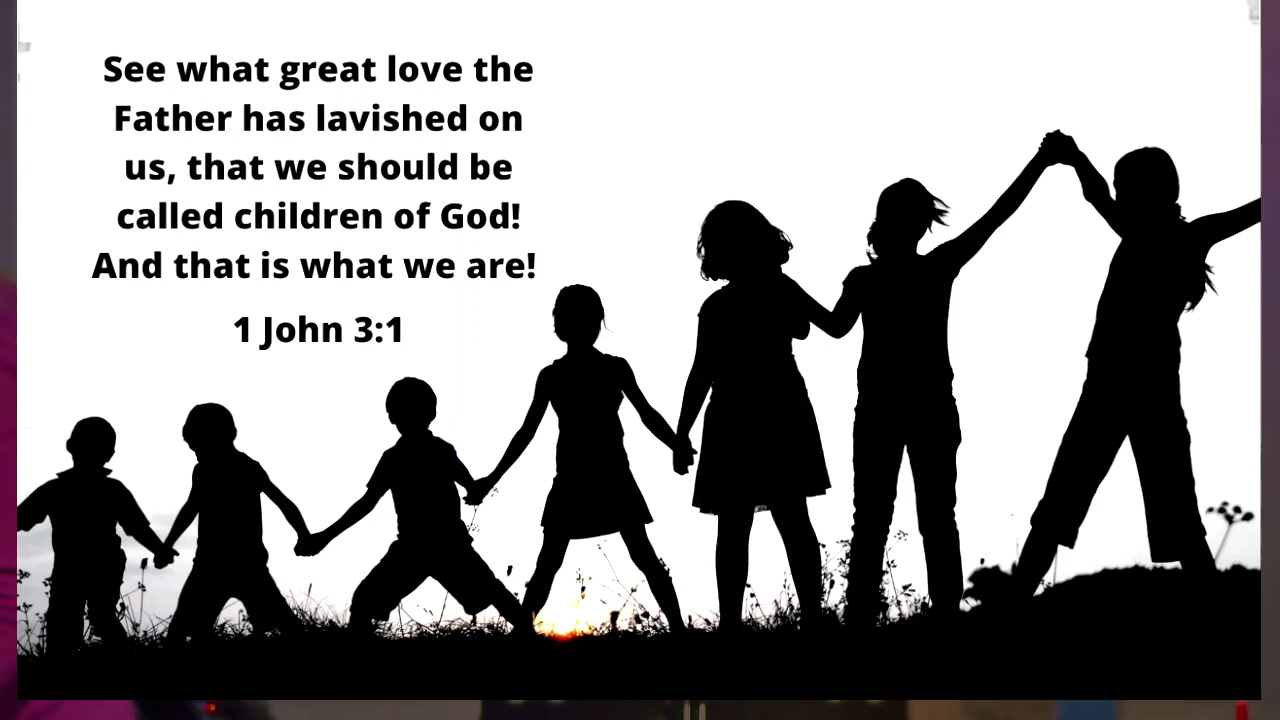 See what great love the
Father has lavished on
us, that we should be
called children of God!
And that is what we are!
1 John 3:1